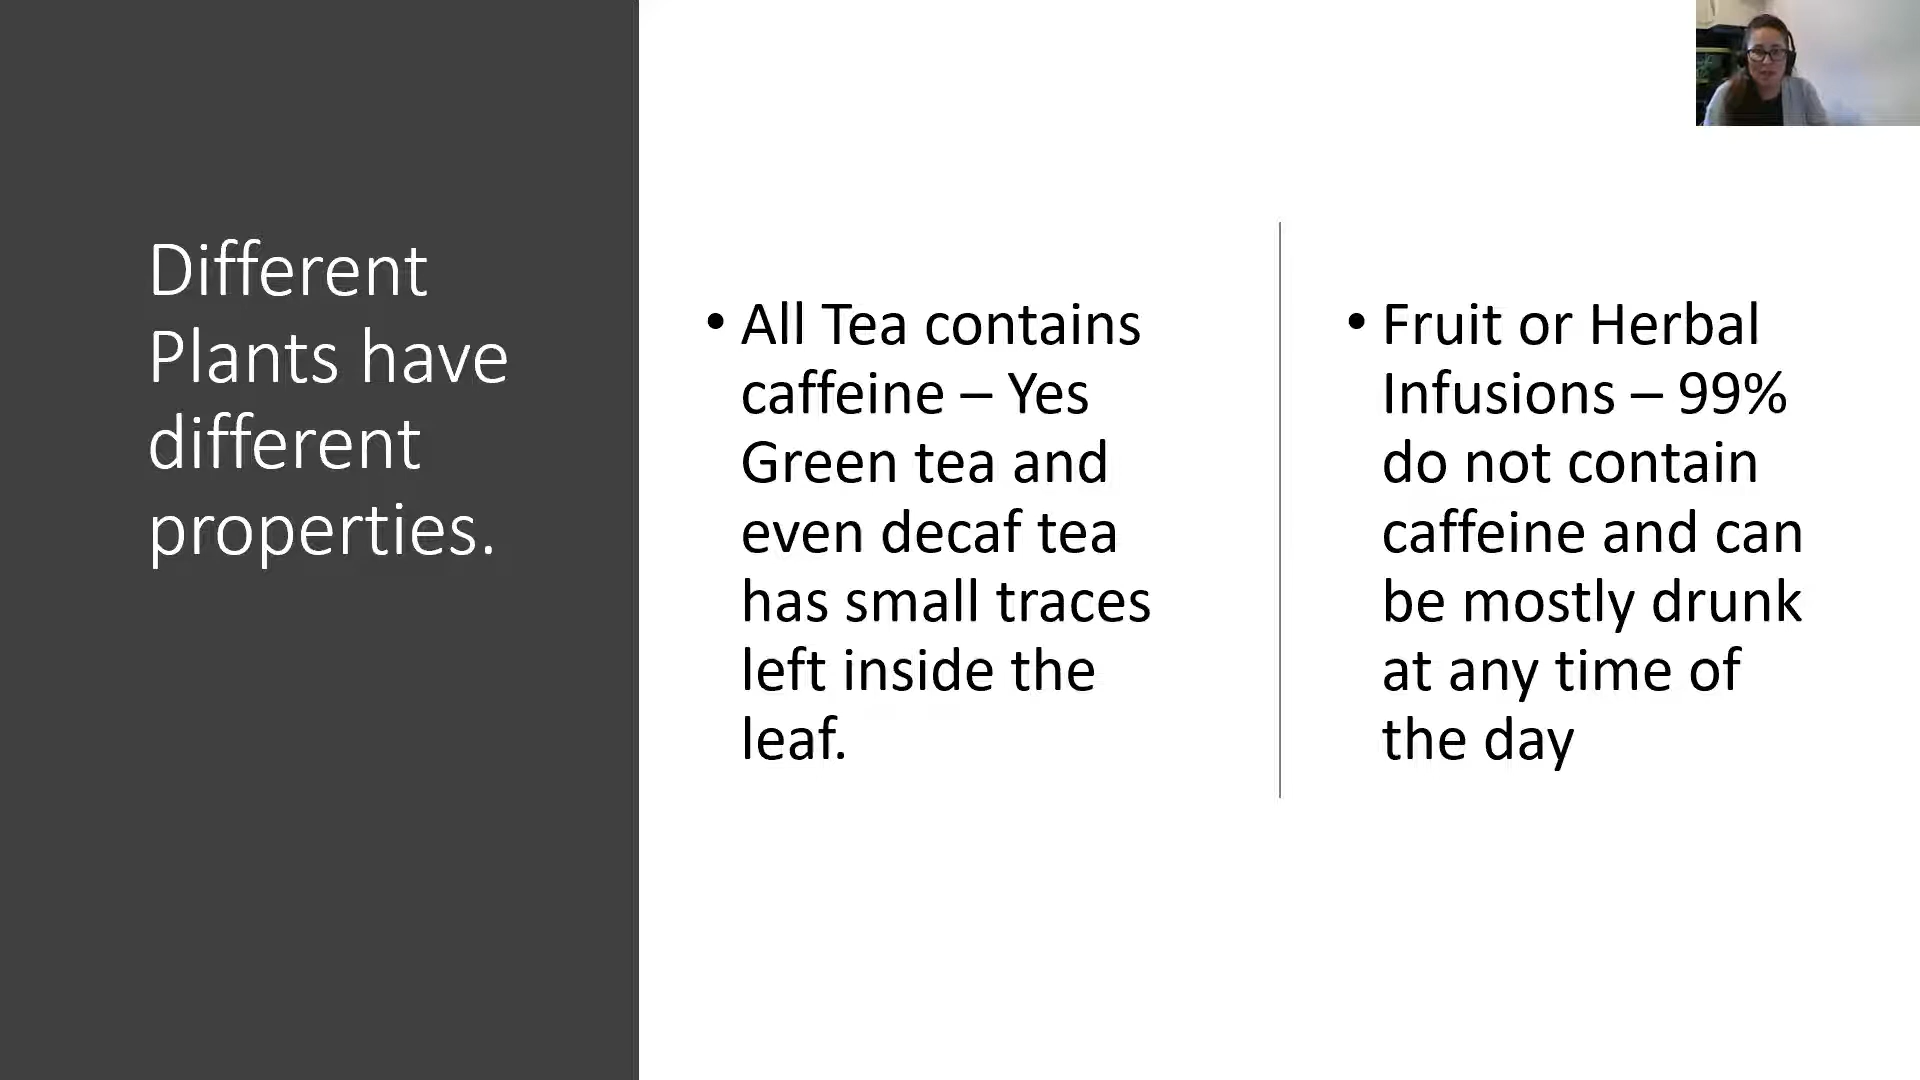 Different
Plants have
different
properties.
• All Tea contains
caffeine – Yes
Green tea and
even decaf tea
has small traces
left inside the
leaf.
• Fruit or Herbal
Infusions – 99%
do not contain
caffeine and can
be mostly drunk
at any time of
the day